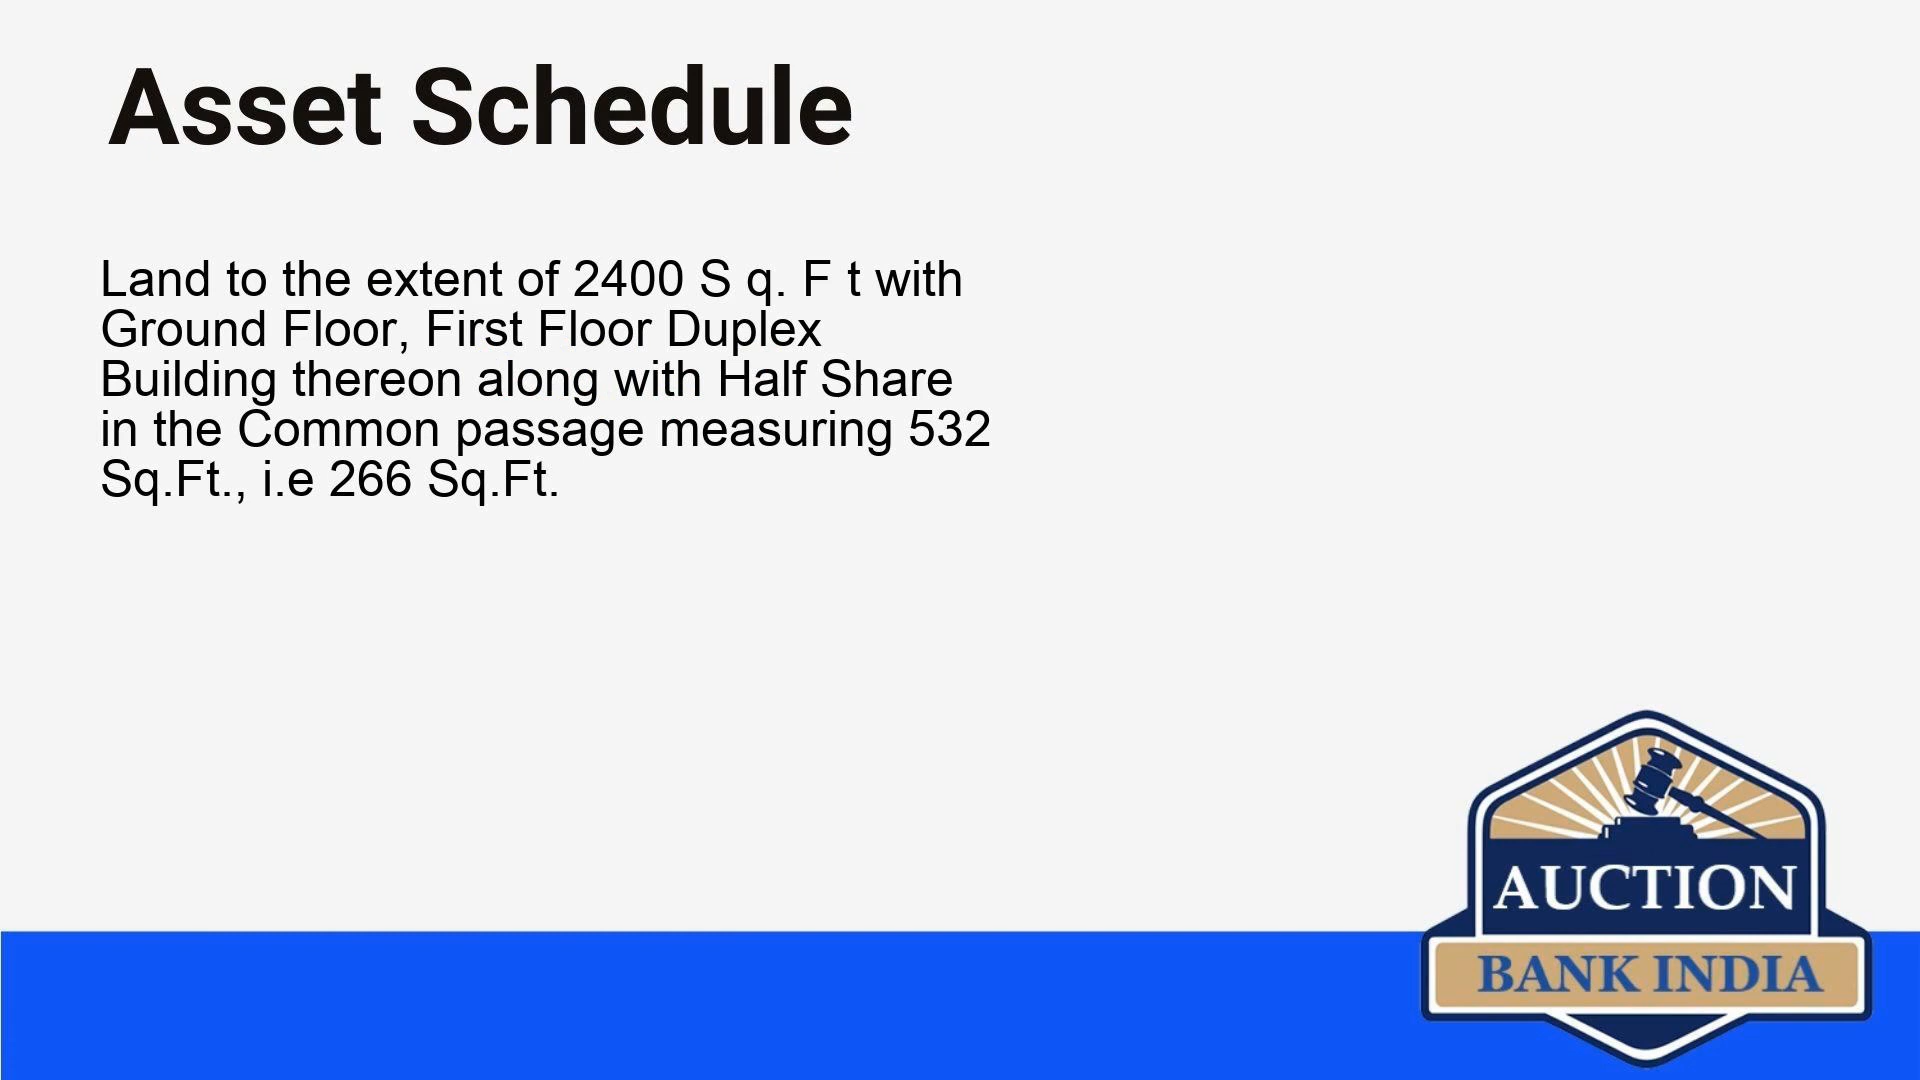 Asset Schedule
Land to the extent of 2400 S q. F t with
Ground Floor, First Floor Duplex
Building thereon along with Half Share
in the Common passage measuring 532
Sq.Ft., i.e 266 Sq.Ft.
AUCTION
BANK INDIA